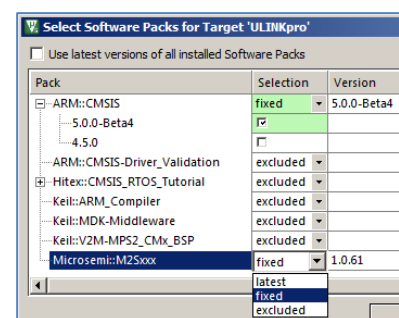 Select Software Packs for Target 'ULINKpro'
Use latest versions of all installed Software Packs
Pack Selection Version
ARM::CMSIS fixed 5.0.0-Beta4
5.0.0-Beta4
4.5.0
ARM::CMSIS-Driver_Validation excluded
Hitex::CMSIS_RTOS_Tutorial excluded
Keil::ARM_Compiler excluded
Keil::MDK-Middleware excluded
Keil::V2M-MPS2_CMx_BSP excluded
Microsemi::M2Sxxx fixed 1.0.61
latest
fixed
excluded